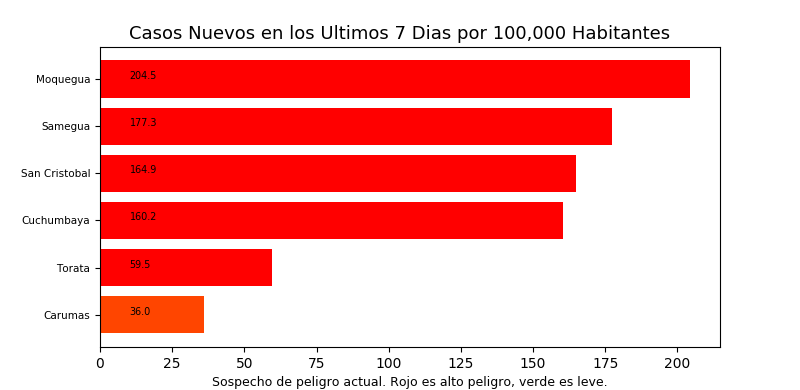 Casos Nuevos en los Ultimos 7 Dias por 100,000 Habitantes
Moquegua 204.5
Samegua 177.3
San Cristobal 164.9
Cuchumbaya 160.2
Torata 59.5
Carumas 36.0
0 25 50 75 100 125 150 175 200
Sospecho de peligro actual. Rojo es alto peligro, verde es leve.